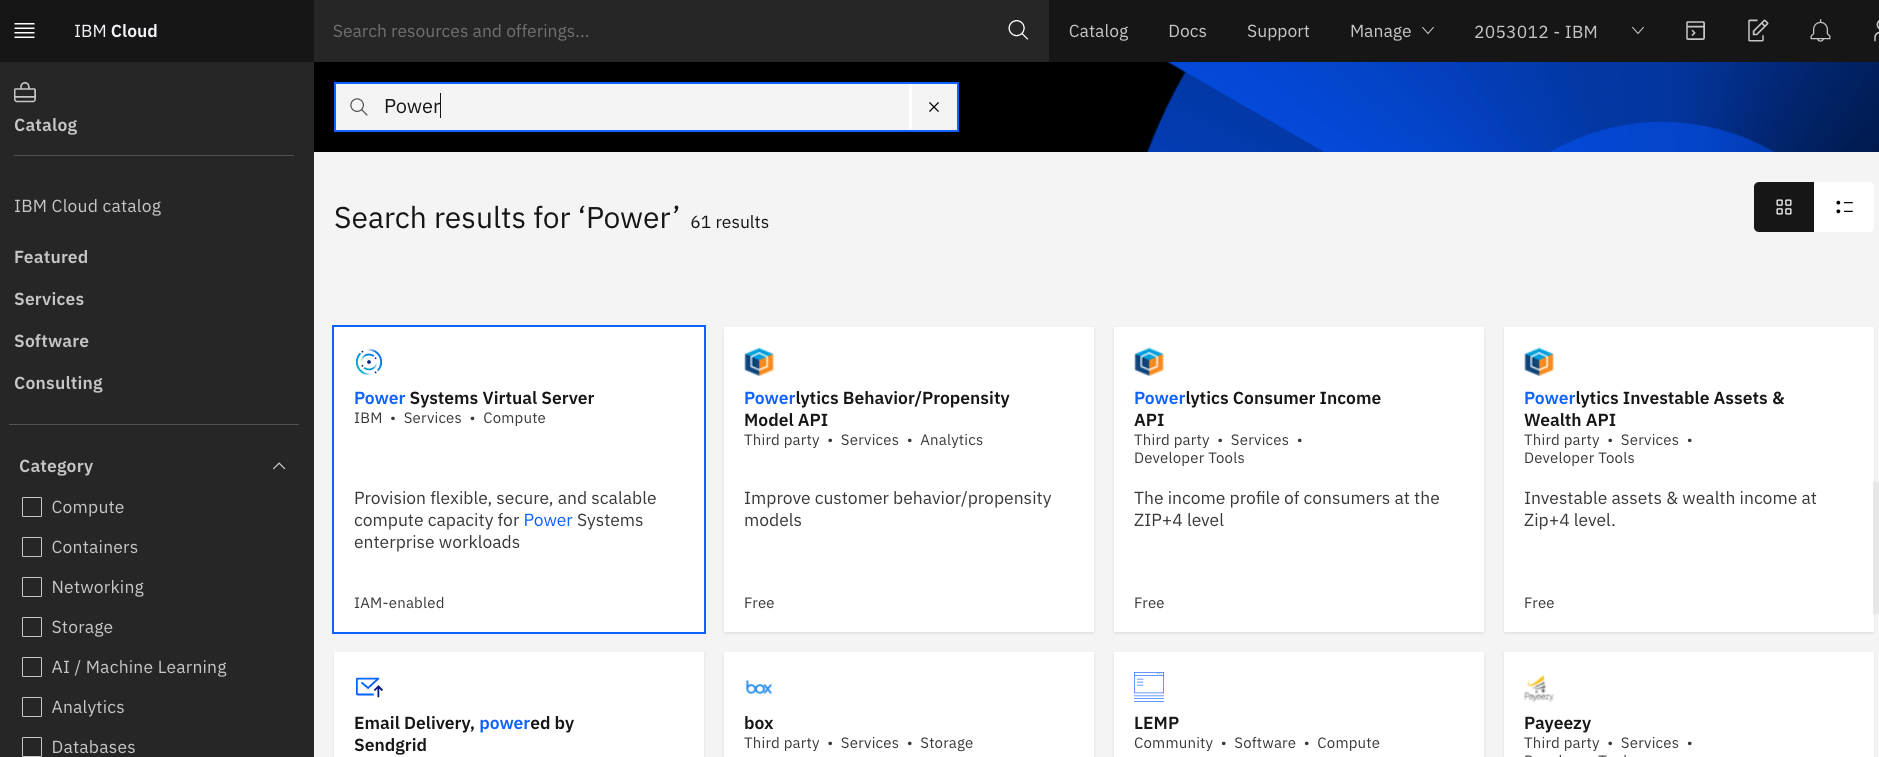 IBM Cloud
Search resources and offerings...
Catalog
Docs
Support
Manage
2053012 - IBM
Catalog
IBM Cloud catalog
Featured
Services
Software
Consulting
Category
Compute
Containers
Networking
Storage
AI / Machine Learning
Analytics
Databases
Power
Search results for ‘Power’ 61 results
Power Systems Virtual Server
IBM • Services • Compute
Provision flexible, secure, and scalable
compute capacity for Power Systems
enterprise workloads
IAM-enabled
Powerlytics Behavior/Propensity
Model API
Third party • Services • Analytics
Improve customer behavior/propensity
models
Free
Powerlytics Consumer Income
API
Third party • Services •
Developer Tools
The income profile of consumers at the
ZIP+4 level
Free
Powerlytics Investable Assets &
Wealth API
Third party • Services •
Developer Tools
Investable assets & wealth income at
Zip+4 level.
Free
Email Delivery, powered by
Sendgrid
box
box
Third party • Services • Storage
LEMP
Community • Software • Compute
Payeezy
Payeezy
Third party • Services •